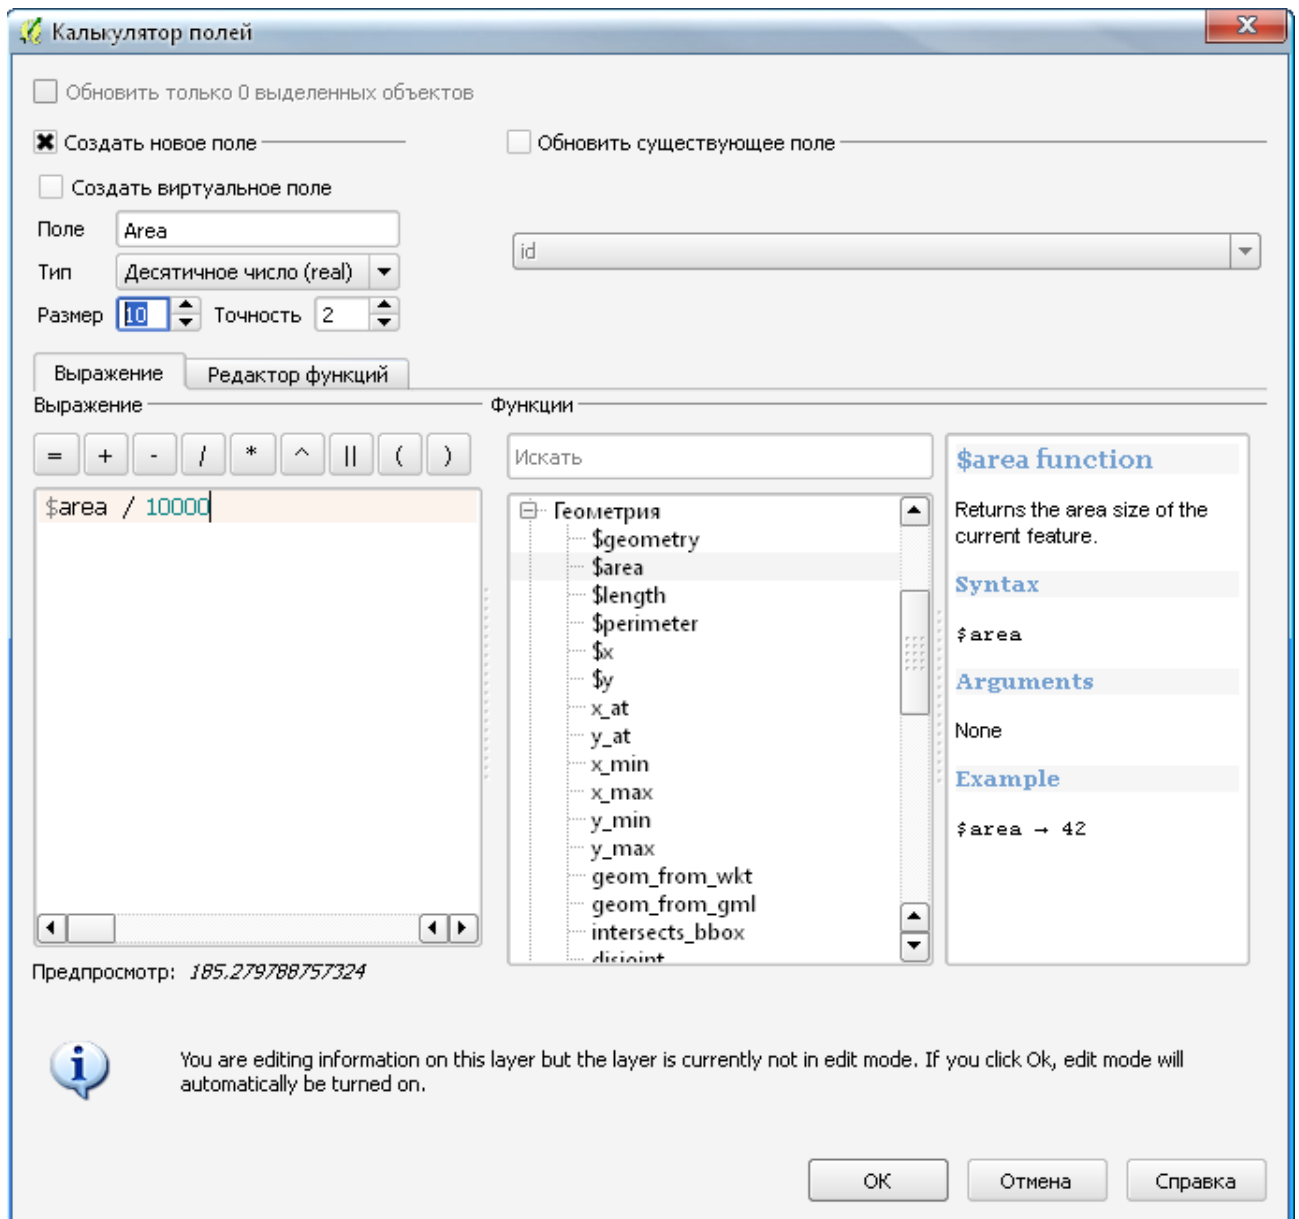 Калькулятор полей
Обновить только 0 выделенных объектов
Создать новое поле
Обновить существующее поле
Создать виртуальное поле
Поле Area
id
Тип Десятичное число (real)
Размер 10 Точность 2
Выражение Редактор функций
Выражение
Функции
= + - / * ^ || ( )
Искать
$area / 10000
Геометрия
$geometry
$area
$length
$perimeter
$x
$y
x_at
y_at
x_min
x_max
y_min
y_max
geom_from_wkt
geom_from_gml
intersects_bbox
disjoint
$area function
Returns the area size of the
current feature.
Syntax
$area
Arguments
None
Example
$area → 42
Предпросмотр: 185.279788757324
You are editing information on this layer but the layer is currently not in edit mode. If you click Ok, edit mode will
automatically be turned on.
OK Отмена Справка